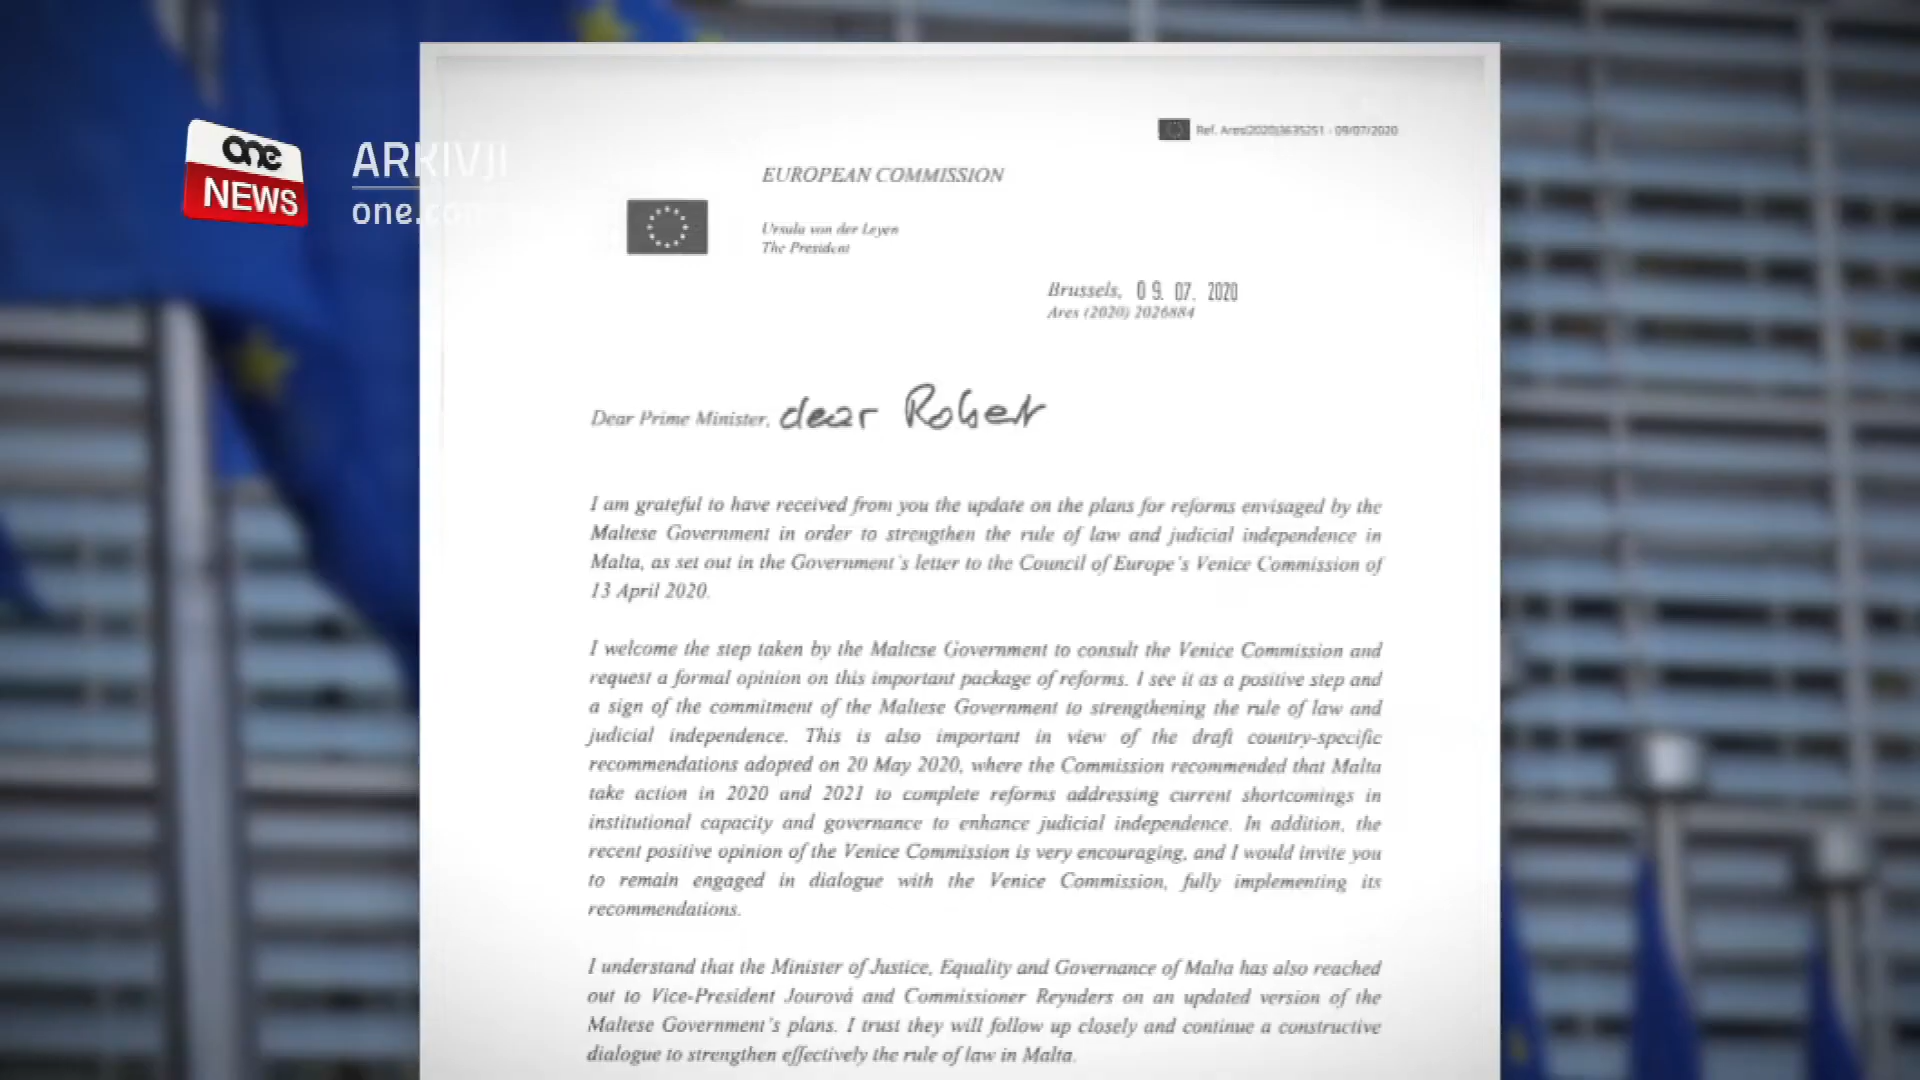 one
NEWS
ARKIVJI
one.com
Ref. Ares(2020)3635251 - 09/07/2020
EUROPEAN COMMISSION
Ursula von der Leyen
The President
Brussels, 09. 07. 2020
Ares (2020) 2026884
Dear Prime Minister, dear Robert
I am grateful to have received from you the update on the plans for reforms envisaged by the
Maltese Government in order to strengthen the rule of law and judicial independence in
Malta, as set out in the Government's letter to the Council of Europe's Venice Commission of
13 April 2020.
I welcome the step taken by the Maltese Government to consult the Venice Commission and
request a formal opinion on this important package of reforms. I see it as a positive step and
a sign of the commitment of the Maltese Government to strengthening the rule of law and
judicial independence. This is also important in view of the draft country-specific
recommendations adopted on 20 May 2020, where the Commission recommended that Malta
take action in 2020 and 2021 to complete reforms addressing current shortcomings in
institutional capacity and governance to enhance judicial independence. In addition, the
recent positive opinion of the Venice Commission is very encouraging, and I would invite you
to remain engaged in dialogue with the Venice Commission, fully implementing its
recommendations.
I understand that the Minister of Justice, Equality and Governance of Malta has also reached
out to Vice-President Jourová and Commissioner Reynders on an updated version of the
Maltese Government's plans. I trust they will follow up closely and continue a constructive
dialogue to strengthen effectively the rule of law in Malta.